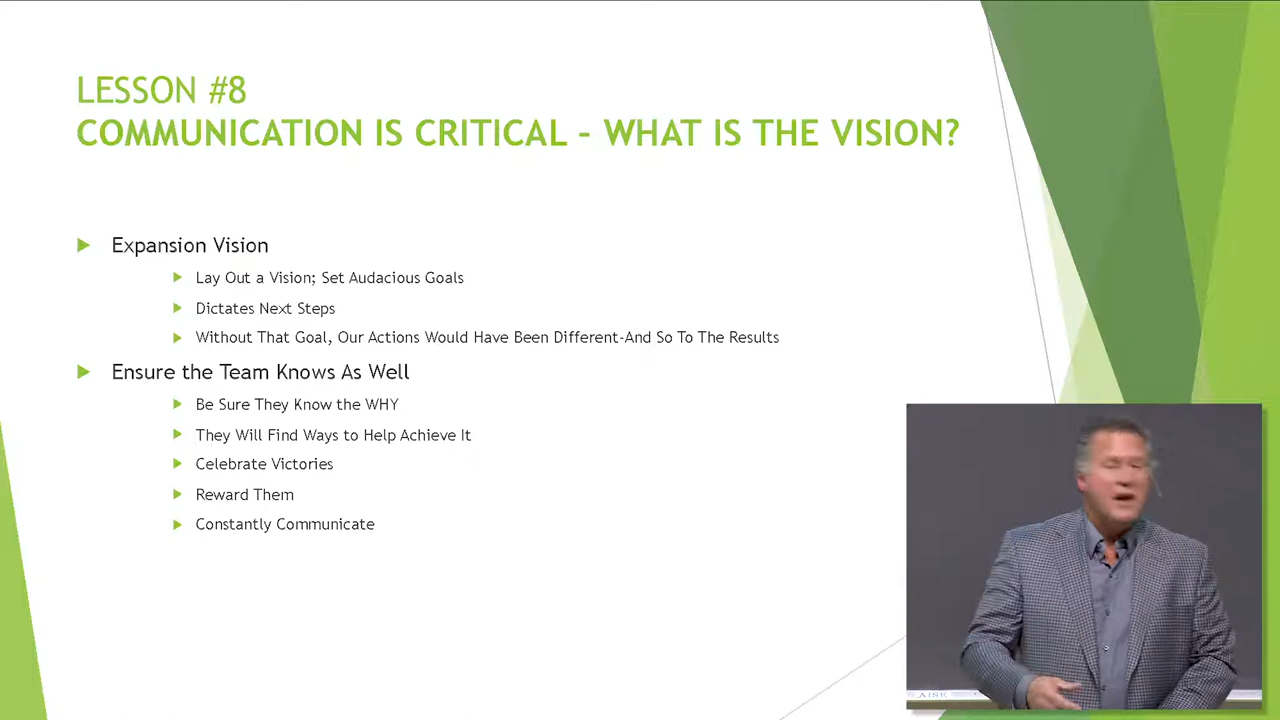 LESSON #8
COMMUNICATION IS CRITICAL – WHAT IS THE VISION?
Expansion Vision
Lay Out a Vision; Set Audacious Goals
Dictates Next Steps
Without That Goal, Our Actions Would Have Been Different-And So To The Results
Ensure the Team Knows As Well
Be Sure They Know the WHY
They Will Find Ways to Help Achieve It
Celebrate Victories
Reward Them
Constantly Communicate